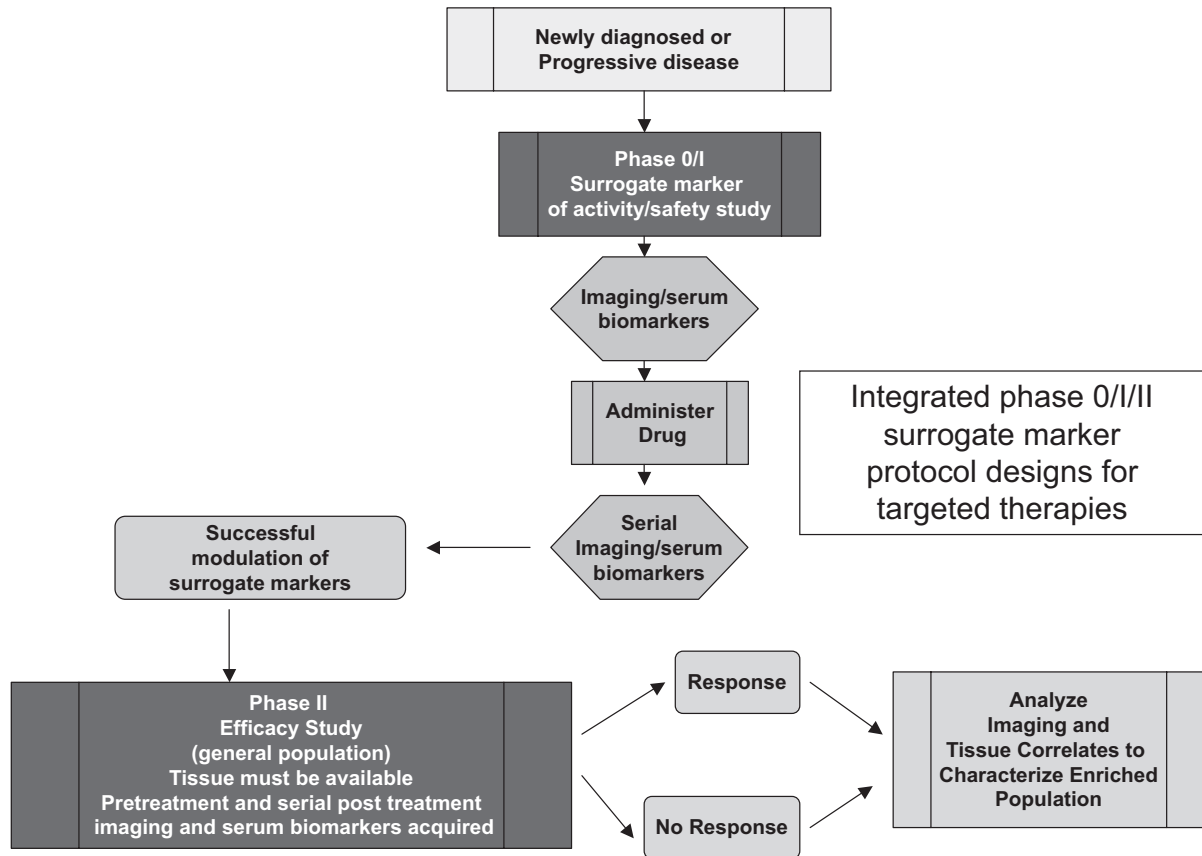 Newly diagnosed or
Progressive disease
Phase 0/I
Surrogate marker
of activity/safety study
Imaging/serum
biomarkers
Administer
Drug
Integrated phase 0/I/II
surrogate marker
protocol designs for
targeted therapies
Serial
Imaging/serum
biomarkers
Successful
modulation of
surrogate markers
Phase II
Efficacy Study
(general population)
Tissue must be available
Pretreatment and serial post treatment
imaging and serum biomarkers acquired
Response
No Response
Analyze
Imaging and
Tissue Correlates to
Characterize Enriched
Population